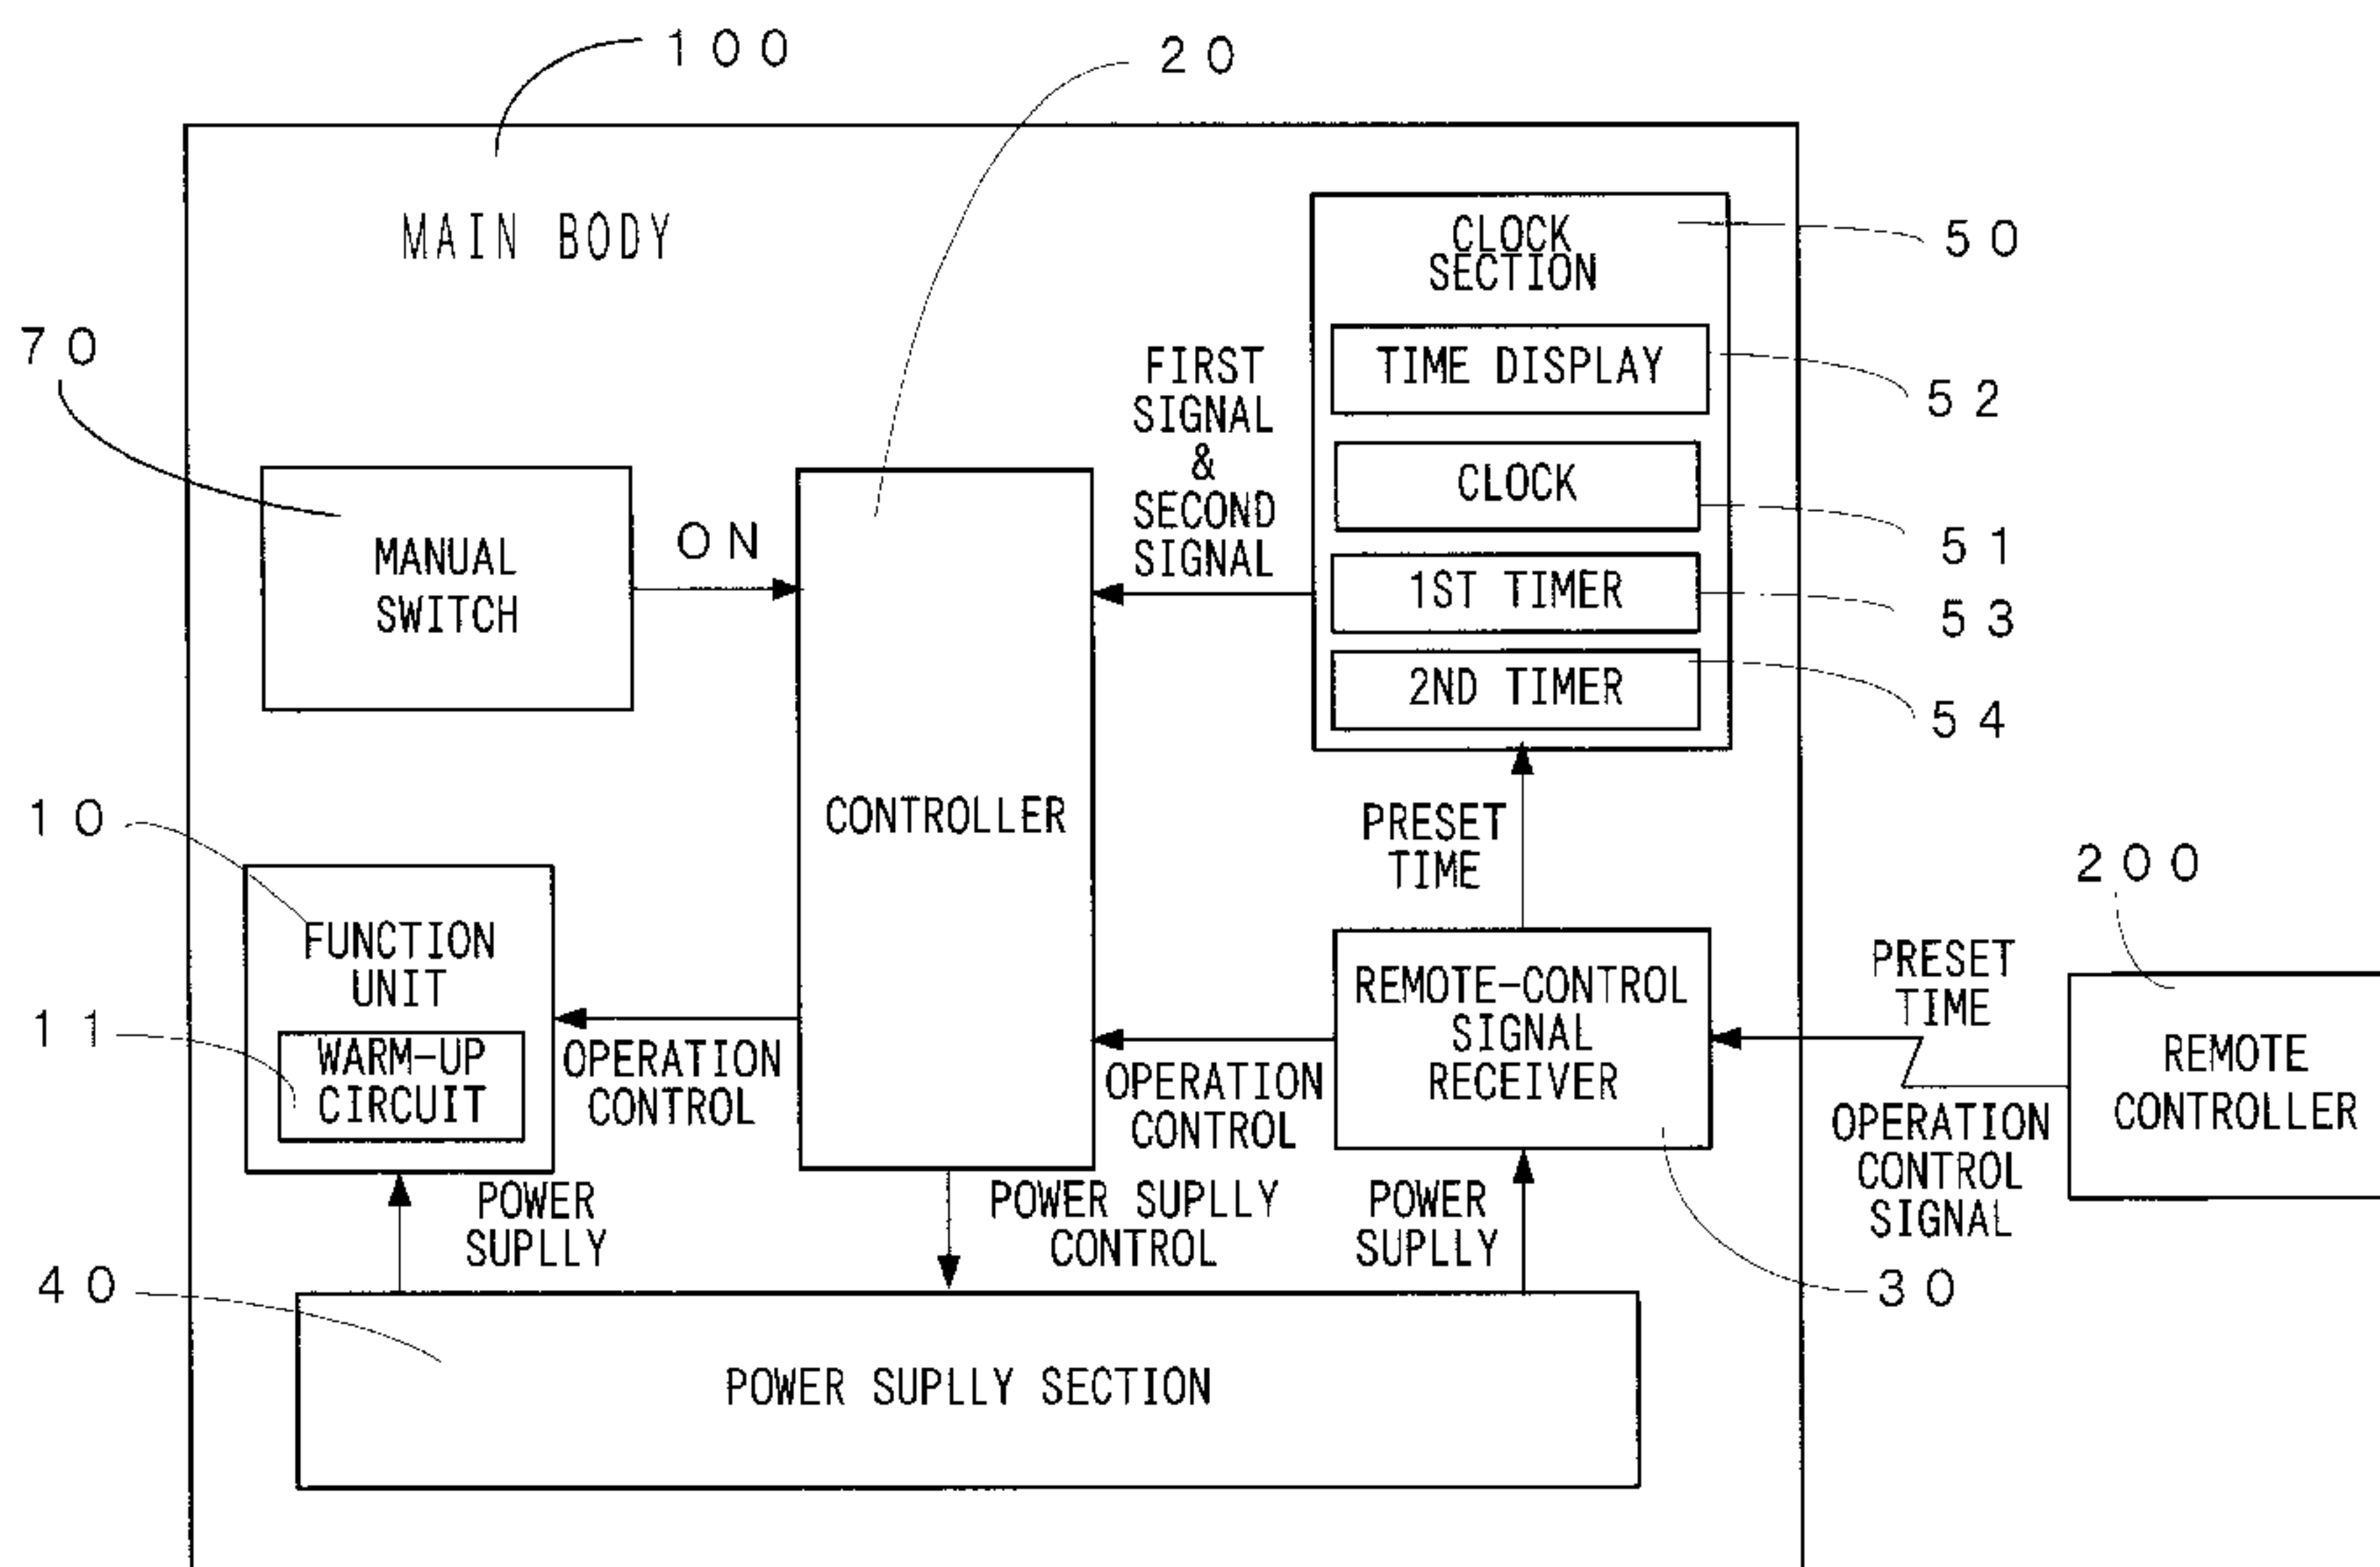 100
20
MAIN BODY
CLOCK
SECTION
50
70
TIME DISPLAY
52
FIRST
SIGNAL
&
SECOND
SIGNAL
CLOCK
51
MANUAL
SWITCH
ON
1ST TIMER
53
2ND TIMER
54
CONTROLLER
PRESET
TIME
10
200
FUNCTION
UNIT
11
WARM-UP
CIRCUIT
OPERATION
CONTROL
OPERATION
CONTROL
REMOTE-CONTROL
SIGNAL
RECEIVER
PRESET
TIME
REMOTE
CONTROLLER
OPERATION
CONTROL
SIGNAL
POWER
SUPLLY
POWER SUPLLY
CONTROL
POWER
SUPLLY
40
30
POWER SUPLLY SECTION